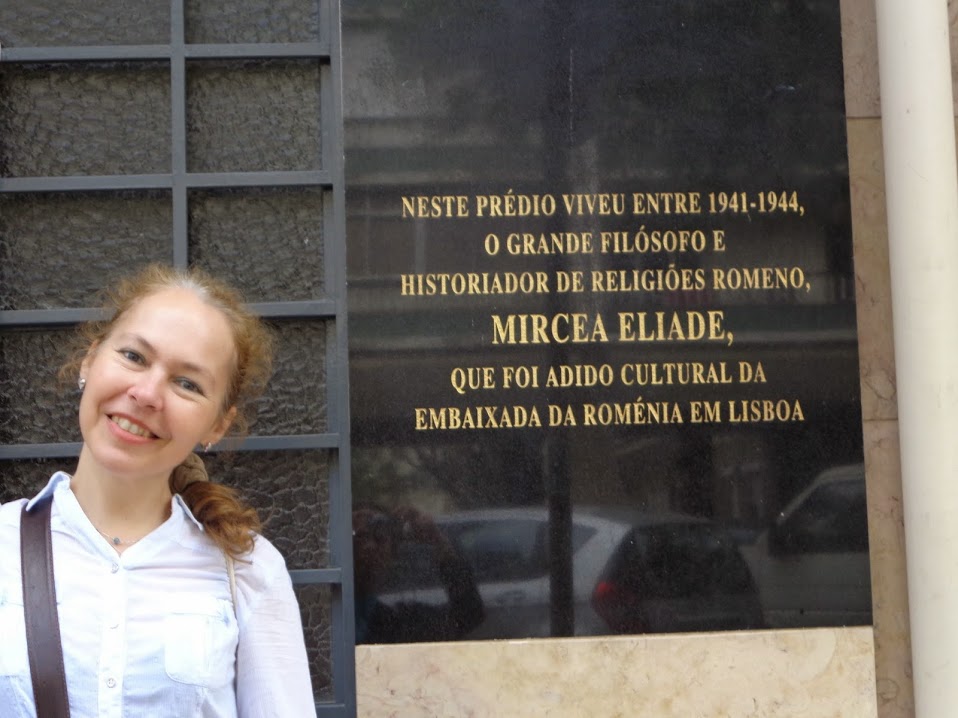 NESTE PRÉDIO VIVEU ENTRE 1941-1944,
O GRANDE FILÓSOFO E
HISTORIADOR DE RELIGIÕES ROMENO,
MIRCEA ELIADE,
QUE FOI ADIDO CULTURAL DA
EMBAIXADA DA ROMÉNIA EM LISBOA